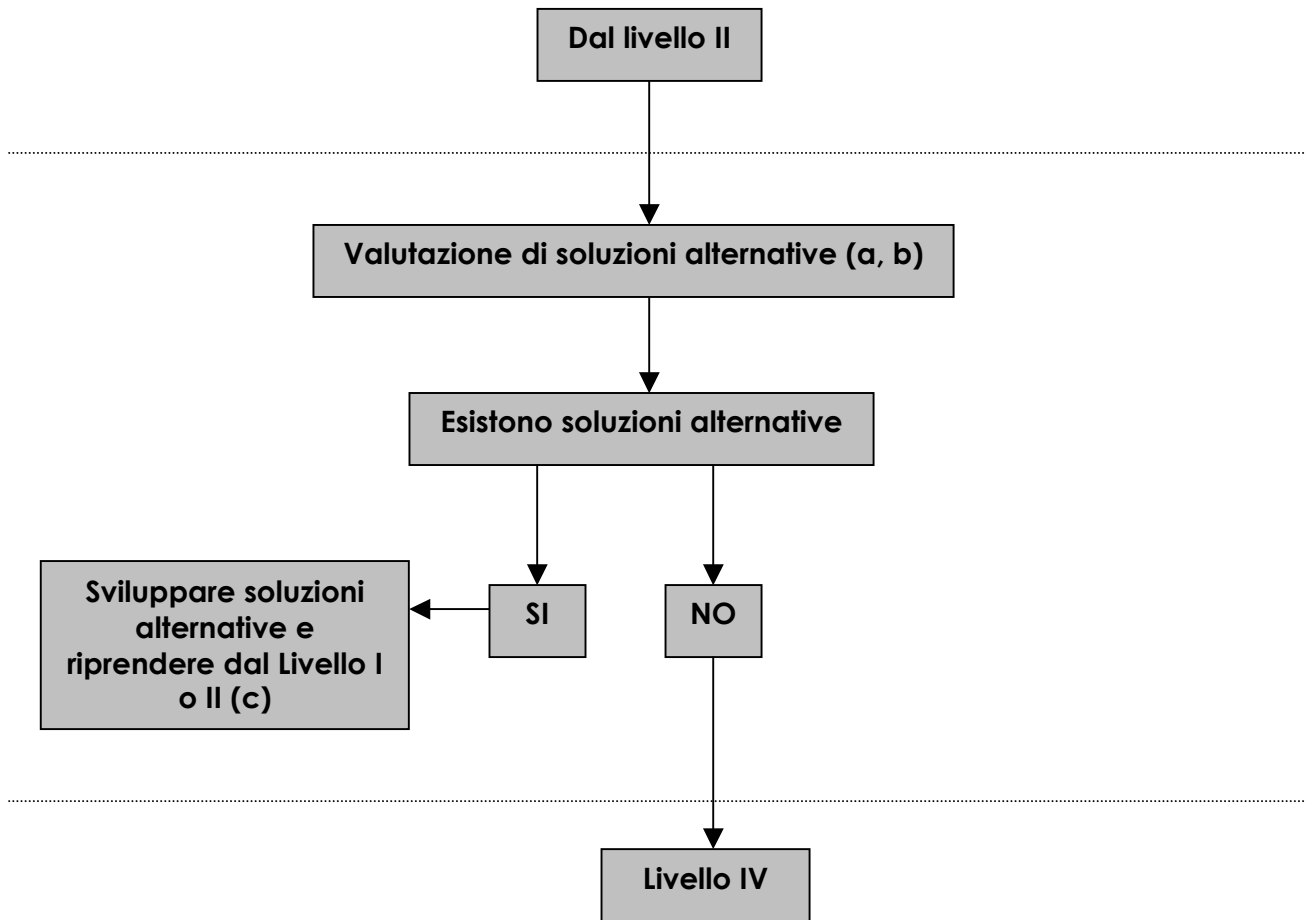 Dal livello II
Valutazione di soluzioni alternative (a, b)
Esistono soluzioni alternative
Sviluppare soluzioni
alternative e
riprendere dal Livello I
o II (c)
SI
NO
Livello IV